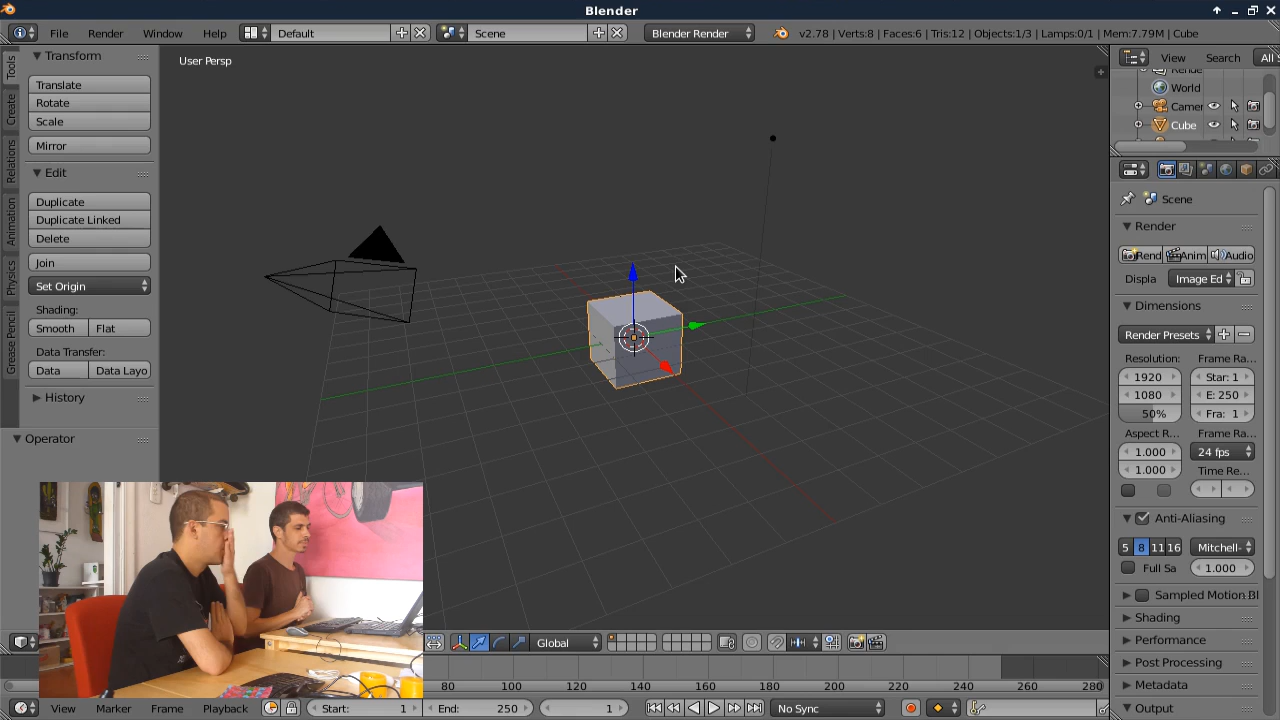 Blender
File Render Window Help Default Scene Blender Render v2.78 | Verts:8 | Faces:6 | Tris:12 | Objects:1/3 | Lamps:0/1 | Mem:7.79M | Cube
Tools
Create
Relations
Animation
Physics
Grease Pencil
Transform
Translate
Rotate
Scale
Mirror
Edit
Duplicate
Duplicate Linked
Delete
Join
Set Origin
Shading:
Smooth Flat
Data Transfer:
Data Data Layo
History
Operator
User Persp
View Search All S
World
Camer
Cube
Scene
Render
Rend Anim Audio
Displa Image Ed
Dimensions
Render Presets
Resolution: Frame Ra...
1920 Star: 1
1080 E: 250
50% Fra: 1
Aspect R... Frame Ra...
1.000 24 fps
1.000 Time Re...
Anti-Aliasing
5 8 11 16 Mitchell-
Full Sa 1.000
Sampled Motion Bl
Shading
Performance
Post Processing
Metadata
Output
Global
80 100 120 140 160 180 200 220 240 260 280
View Marker Frame Playback Start: 1 End: 250 1 No Sync